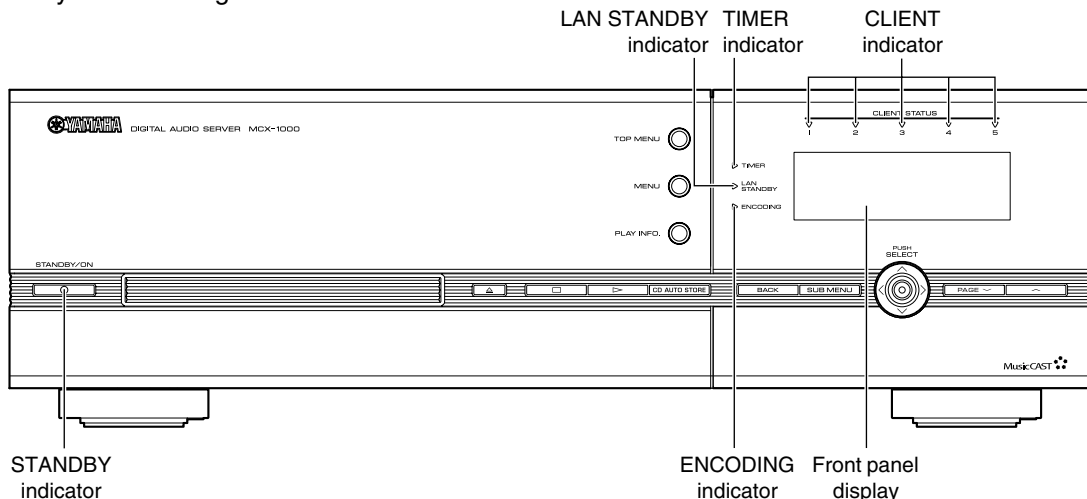 LAN STANDBY indicator
TIMER indicator
CLIENT indicator
YAMAHA DIGITAL AUDIO SERVER MCX-1000
CLIENT STATUS
1 2 3 4 5
TOP MENU
TIMER
MENU
LAN STANDBY
ENCODING
PLAY INFO.
PUSH
SELECT
STANDBY/ON
CD AUTO STORE
BACK
SUB MENU
PAGE
MusicCAST
STANDBY indicator
ENCODING indicator
Front panel display